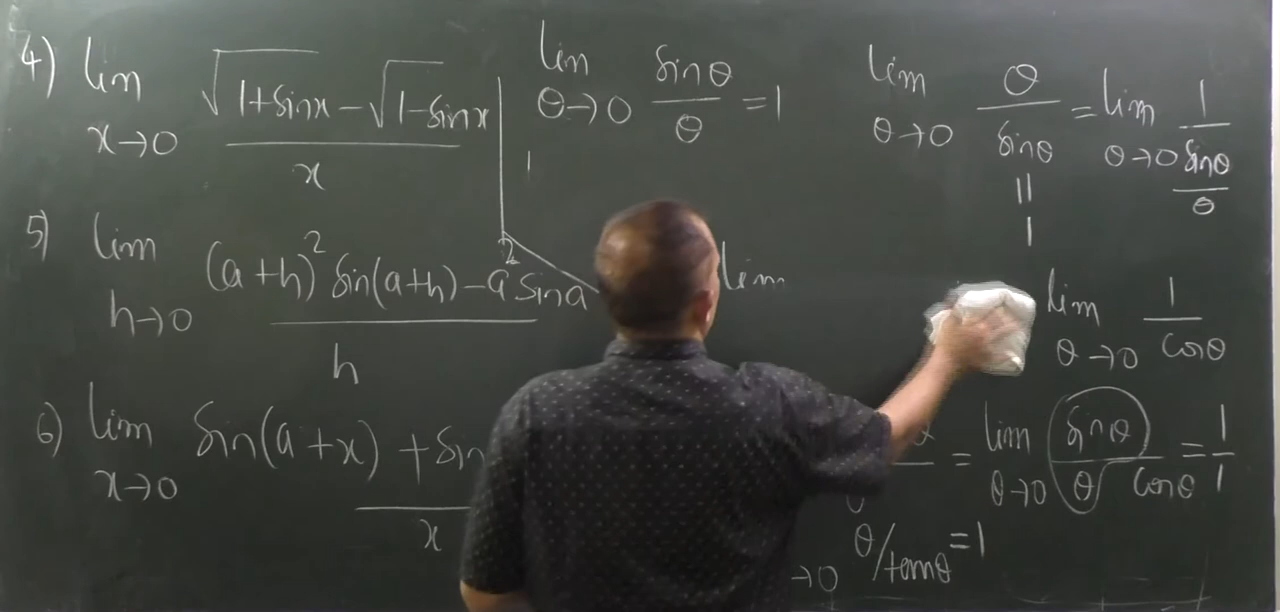 4) lim x→0 (√1+sinx − √1−sinx)/x
5) lim h→0 ((a+h)² sin(a+h) − a² sina)/h
6) lim x→0 sin(a+x) + sin
x
lim θ→0 sinθ/θ = 1
1
lim
lim θ→0 θ/sinθ = lim θ→0 1/(sinθ/θ)
=
1
lim θ→0 1/cosθ
= lim θ→0 sinθ/(θ cosθ) = 1/1
→0 θ/tanθ = 1